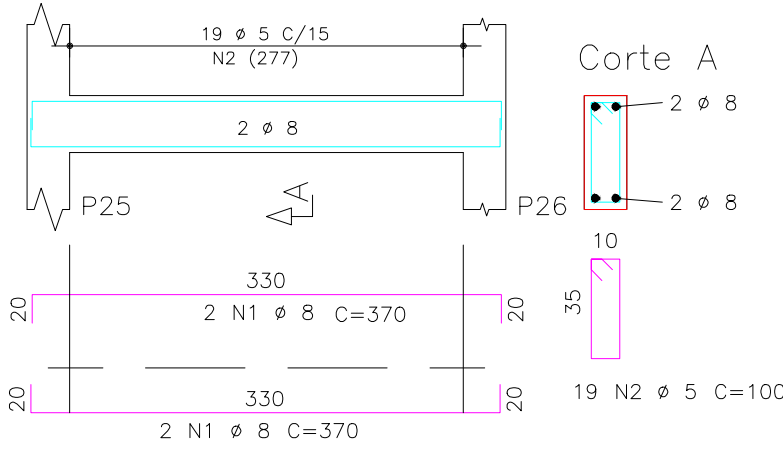 19 ø 5 C/15
N2 (277)
Corte A
2 ø 8
2 ø 8
A
2 ø 8
P25
P26
10
330
20
20
2 N1 ø 8 C=370
35
20
330
20
19 N2 ø 5 C=100
2 N1 ø 8 C=370